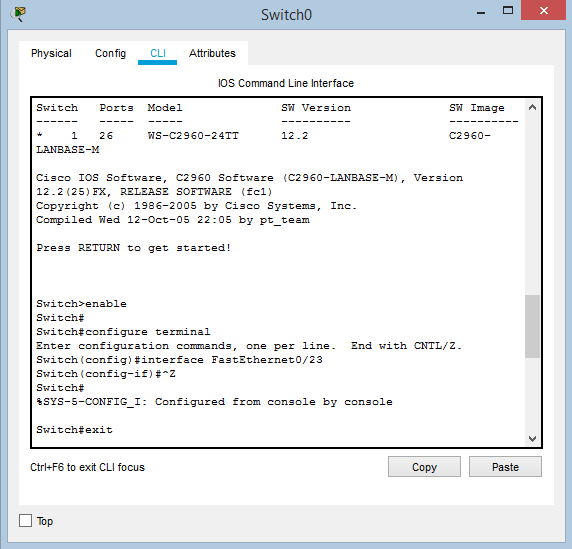 Switch0
Physical Config CLI Attributes
IOS Command Line Interface
Switch Ports Model SW Version SW Image
------ ----- ----- ---------- ----------
* 1 26 WS-C2960-24TT 12.2 C2960-
LANBASE-M
Cisco IOS Software, C2960 Software (C2960-LANBASE-M), Version
12.2(25)FX, RELEASE SOFTWARE (fc1)
Copyright (c) 1986-2005 by Cisco Systems, Inc.
Compiled Wed 12-Oct-05 22:05 by pt_team
Press RETURN to get started!
Switch>enable
Switch#
Switch#configure terminal
Enter configuration commands, one per line. End with CNTL/Z.
Switch(config)#interface FastEthernet0/23
Switch(config-if)#^Z
Switch#
%SYS-5-CONFIG_I: Configured from console by console
Switch#exit
Ctrl+F6 to exit CLI focus Copy Paste
Top